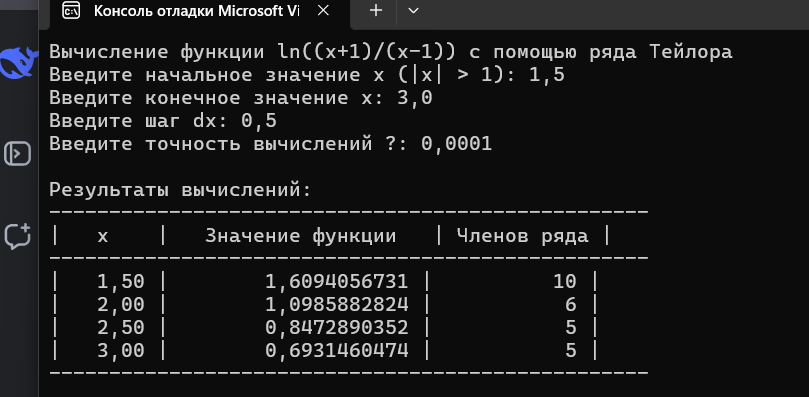 Консоль отладки Microsoft Vi
Вычисление функции ln((x+1)/(x-1)) с помощью ряда Тейлора
Введите начальное значение x (|x| > 1): 1,5
Введите конечное значение x: 3,0
Введите шаг dx: 0,5
Введите точность вычислений ?: 0,0001
Результаты вычислений:
--------------------------------------------------
|   x    |   Значение функции   | Членов ряда |
--------------------------------------------------
|   1,50 |         1,6094056731 |          10 |
|   2,00 |         1,0985882824 |           6 |
|   2,50 |         0,8472890352 |           5 |
|   3,00 |         0,6931460474 |           5 |
--------------------------------------------------